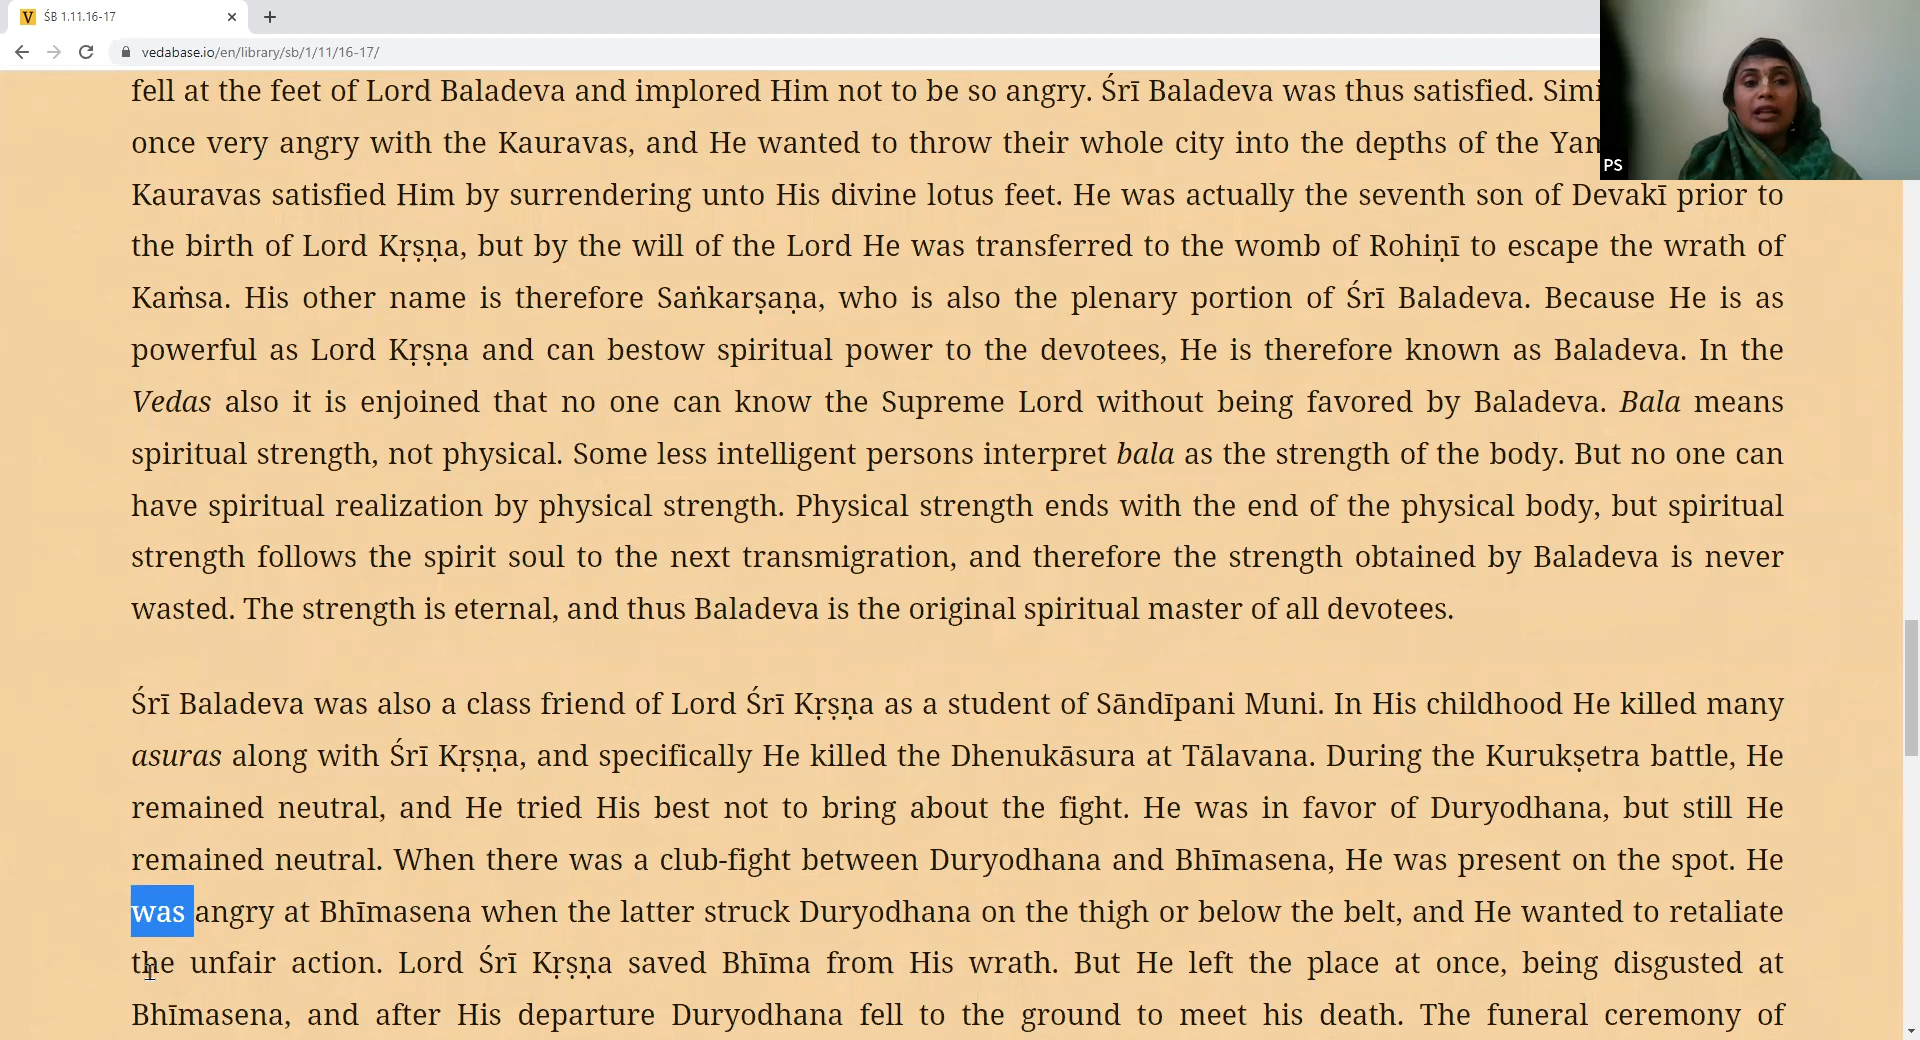 ŚB 1.11.16-17
vedabase.io/en/library/sb/1/11/16-17/
PS
fell at the feet of Lord Baladeva and implored Him not to be so angry. Śrī Baladeva was thus satisfied.
once very angry with the Kauravas, and He wanted to throw their whole city into the depths of the
Kauravas satisfied Him by surrendering unto His divine lotus feet. He was actually the seventh son of Devakī prior to
the birth of Lord Kṛṣṇa, but by the will of the Lord He was transferred to the womb of Rohiṇī to escape the wrath of
Kaṁsa. His other name is therefore Saṅkarṣaṇa, who is also the plenary portion of Śrī Baladeva. Because He is as
powerful as Lord Kṛṣṇa and can bestow spiritual power to the devotees, He is therefore known as Baladeva. In the
Vedas also it is enjoined that no one can know the Supreme Lord without being favored by Baladeva. Bala means
spiritual strength, not physical. Some less intelligent persons interpret bala as the strength of the body. But no one can
have spiritual realization by physical strength. Physical strength ends with the end of the physical body, but spiritual
strength follows the spirit soul to the next transmigration, and therefore the strength obtained by Baladeva is never
wasted. The strength is eternal, and thus Baladeva is the original spiritual master of all devotees.
Śrī Baladeva was also a class friend of Lord Śrī Kṛṣṇa as a student of Sāndīpani Muni. In His childhood He killed many
asuras along with Śrī Kṛṣṇa, and specifically He killed the Dhenukāsura at Tālavana. During the Kurukṣetra battle, He
remained neutral, and He tried His best not to bring about the fight. He was in favor of Duryodhana, but still He
remained neutral. When there was a club-fight between Duryodhana and Bhīmasena, He was present on the spot. He
was angry at Bhīmasena when the latter struck Duryodhana on the thigh or below the belt, and He wanted to retaliate
the unfair action. Lord Śrī Kṛṣṇa saved Bhīma from His wrath. But He left the place at once, being disgusted at
Bhīmasena, and after His departure Duryodhana fell to the ground to meet his death. The funeral ceremony of